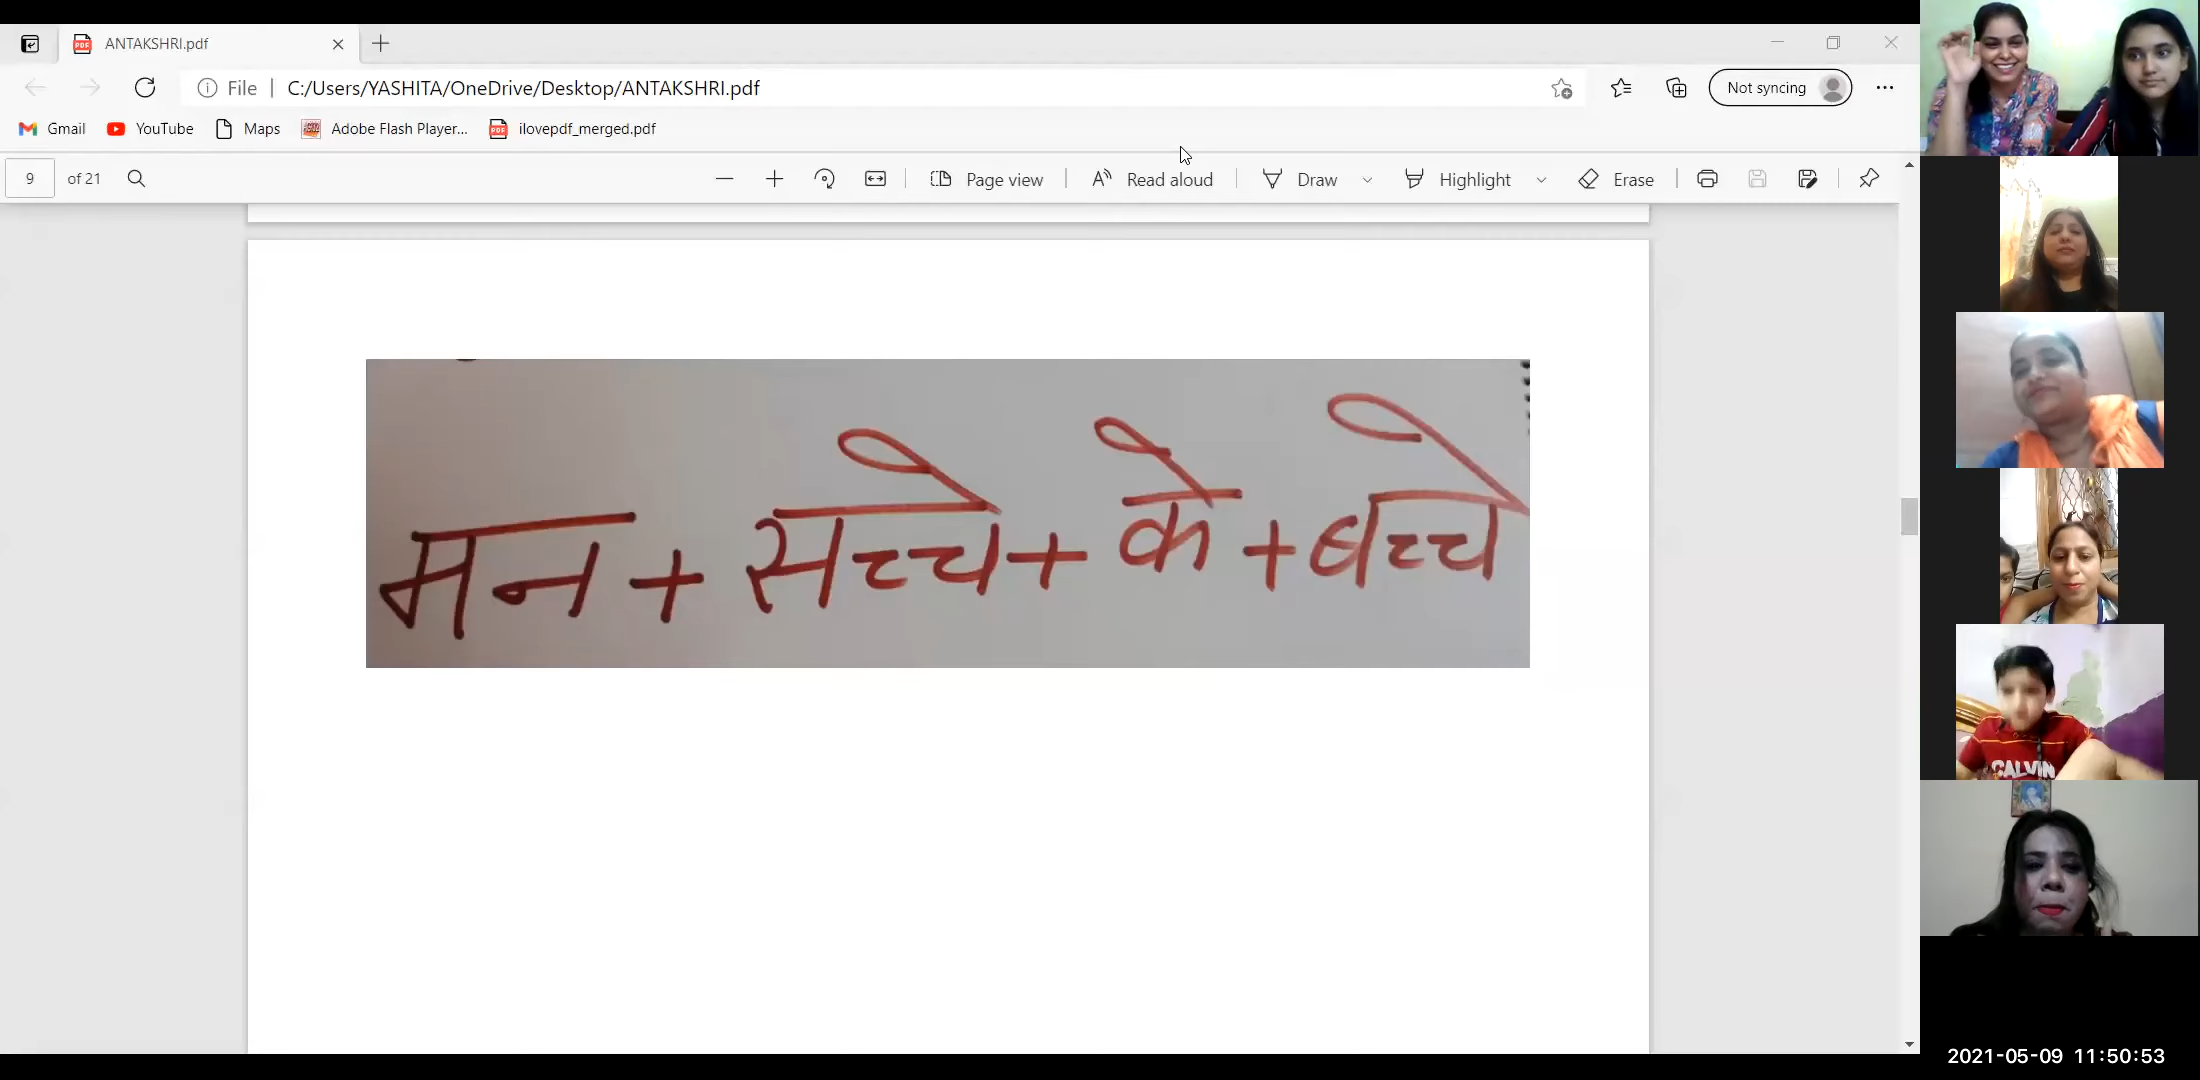 ANTAKSHRI.pdf
File | C:/Users/YASHITA/OneDrive/Desktop/ANTAKSHRI.pdf Not syncing
Gmail YouTube Maps Adobe Flash Player... ilovepdf_merged.pdf
9 of 21 Page view Read aloud Draw Highlight Erase
मन + सच्चे + के + बच्चे
CALVIN
2021-05-09 11:50:53